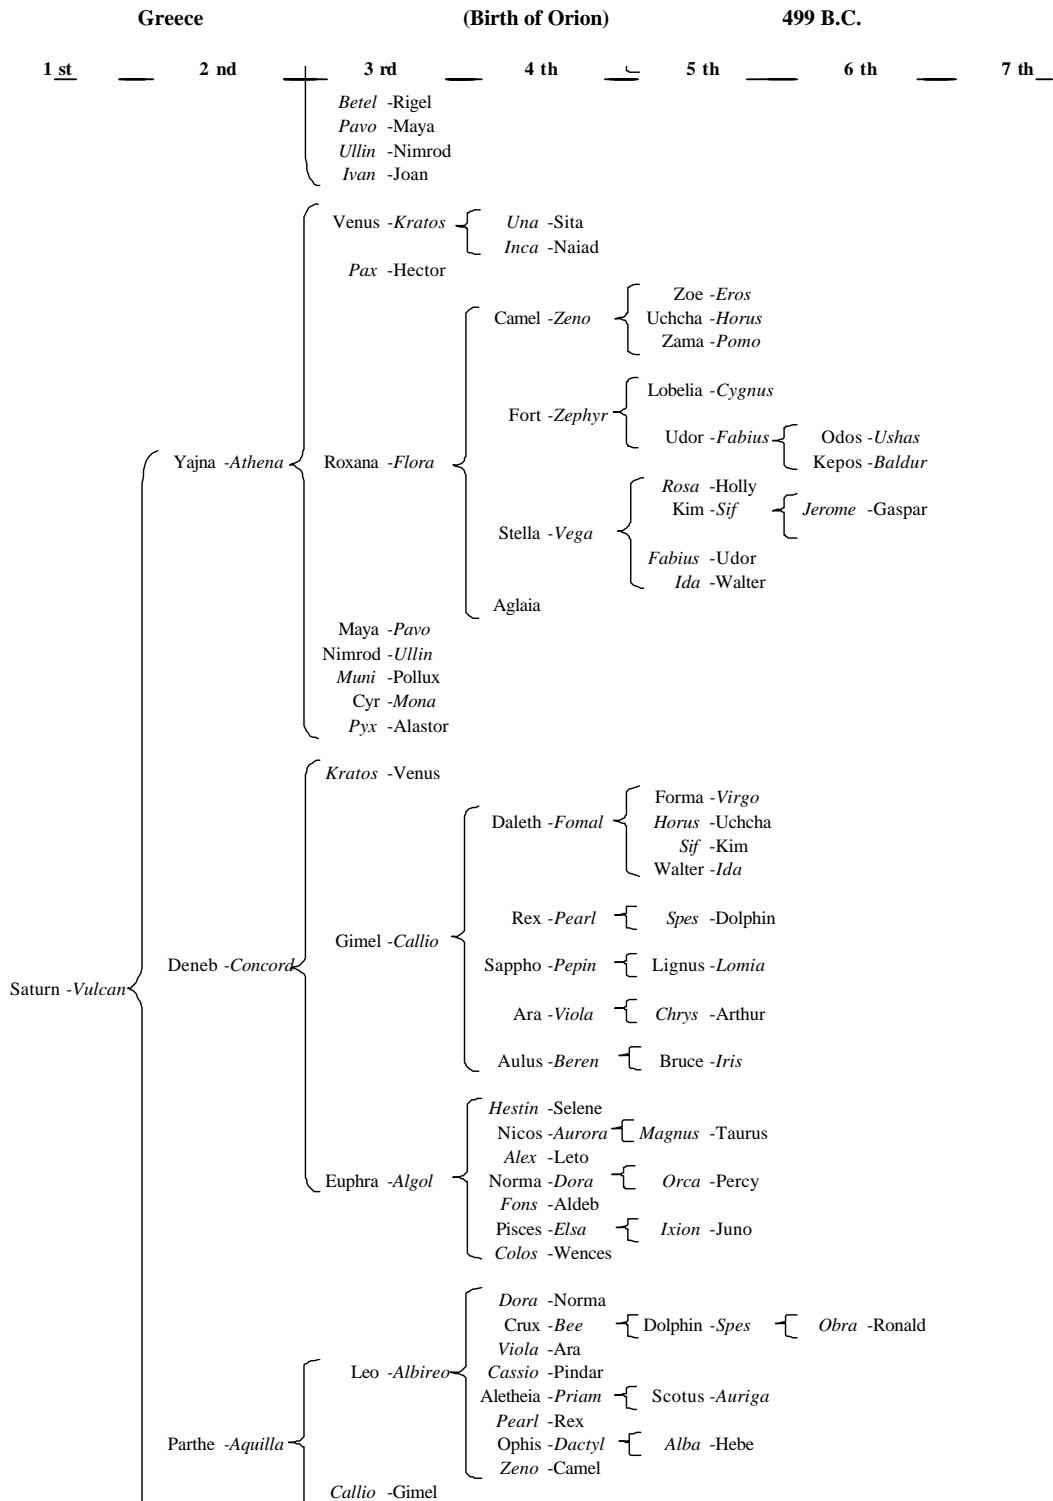 Greece (Birth of Orion) 499 B.C.
1 st 2 nd 3 rd 4 th 5 th 6 th 7 th
Betel -Rigel
Pavo -Maya
Ullin -Nimrod
Ivan -Joan
Venus -Kratos Una -Sita
Inca -Naiad
Pax -Hector
Zoe -Eros
Camel -Zeno Uchcha -Horus
Zama -Pomo
Lobelia -Cygnus
Fort -Zephyr
Udor -Fabius Odos -Ushas
Yajna -Athena Roxana -Flora Kepos -Baldur
Rosa -Holly
Kim -Sif Jerome -Gaspar
Stella -Vega
Fabius -Udor
Ida -Walter
Aglaia
Maya -Pavo
Nimrod -Ullin
Muni -Pollux
Cyr -Mona
Pyx -Alastor
Kratos -Venus
Forma -Virgo
Daleth -Fomal Horus -Uchcha
Sif -Kim
Walter -Ida
Rex -Pearl Spes -Dolphin
Gimel -Callio
Deneb -Concord Sappho -Pepin Lignus -Lomia
Saturn -Vulcan
Ara -Viola Chrys -Arthur
Aulus -Beren Bruce -Iris
Hestin -Selene
Nicos -Aurora Magnus -Taurus
Alex -Leto
Euphra -Algol Norma -Dora Orca -Percy
Fons -Aldeb
Pisces -Elsa Ixion -Juno
Colos -Wences
Dora -Norma
Crux -Bee Dolphin -Spes Obra -Ronald
Viola -Ara
Leo -Albireo Cassio -Pindar
Aletheia -Priam Scotus -Auriga
Pearl -Rex
Parthe -Aquilla Ophis -Dactyl Alba -Hebe
Zeno -Camel
Callio -Gimel